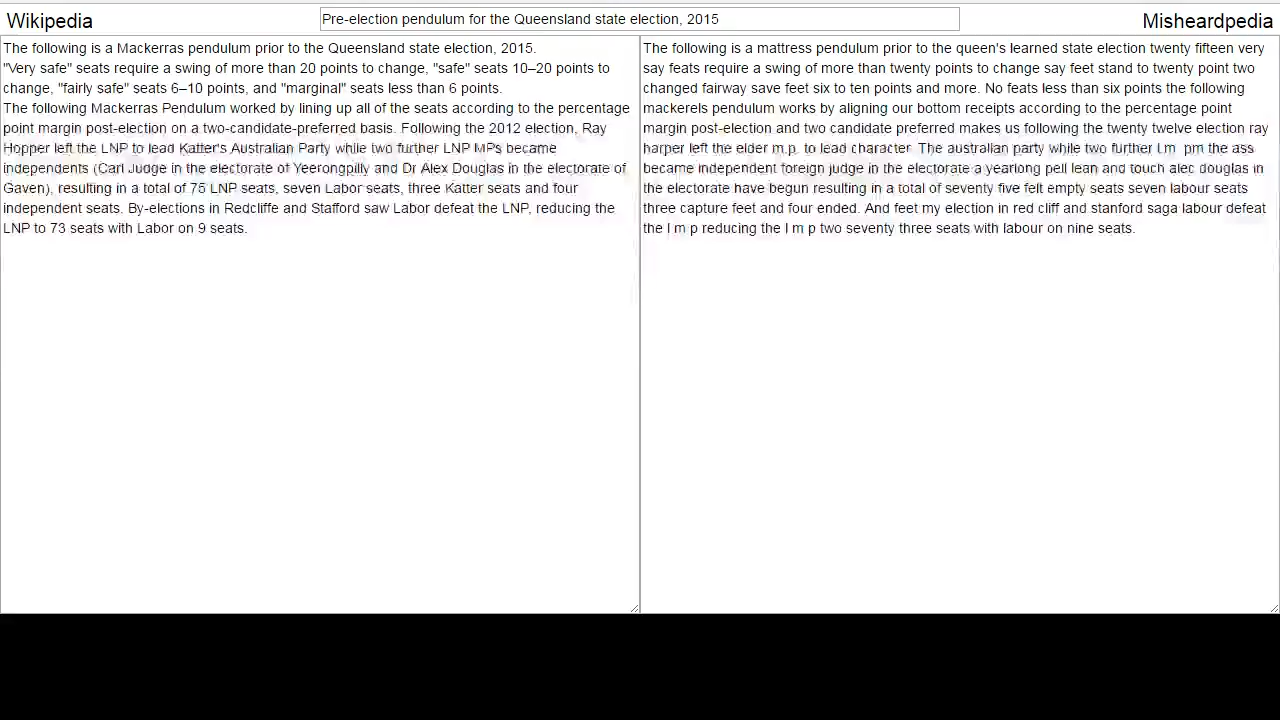 Wikipedia
Pre-election pendulum for the Queensland state election, 2015
Misheardpedia
The following is a Mackerras pendulum prior to the Queensland state election, 2015.
"Very safe" seats require a swing of more than 20 points to change, "safe" seats 10–20 points to
change, "fairly safe" seats 6–10 points, and "marginal" seats less than 6 points.
The following Mackerras Pendulum worked by lining up all of the seats according to the percentage
point margin post-election on a two-candidate-preferred basis. Following the 2012 election, Ray
Hopper left the LNP to lead Katter's Australian Party while two further LNP MPs became
independents (Carl Judge in the electorate of Yeerongpilly and Dr Alex Douglas in the electorate of
Gaven), resulting in a total of 75 LNP seats, seven Labor seats, three Katter seats and four
independent seats. By-elections in Redcliffe and Stafford saw Labor defeat the LNP, reducing the
LNP to 73 seats with Labor on 9 seats.
The following is a mattress pendulum prior to the queen's learned state election twenty fifteen very
say feats require a swing of more than twenty points to change say feet stand to twenty point two
changed fairway save feet six to ten points and more. No feats less than six points the following
mackerels pendulum works by aligning our bottom receipts according to the percentage point
margin post-election and two candidate preferred makes us following the twenty twelve election ray
harper left the elder m.p. to lead character. The australian party while two further l.m. pm the ass
became independent foreign judge in the electorate a yearlong pell lean and touch alec douglas in
the electorate have begun resulting in a total of seventy five felt empty seats seven labour seats
three capture feet and four ended. And feet my election in red cliff and stanford saga labour defeat
the l m p reducing the l m p two seventy three seats with labour on nine seats.